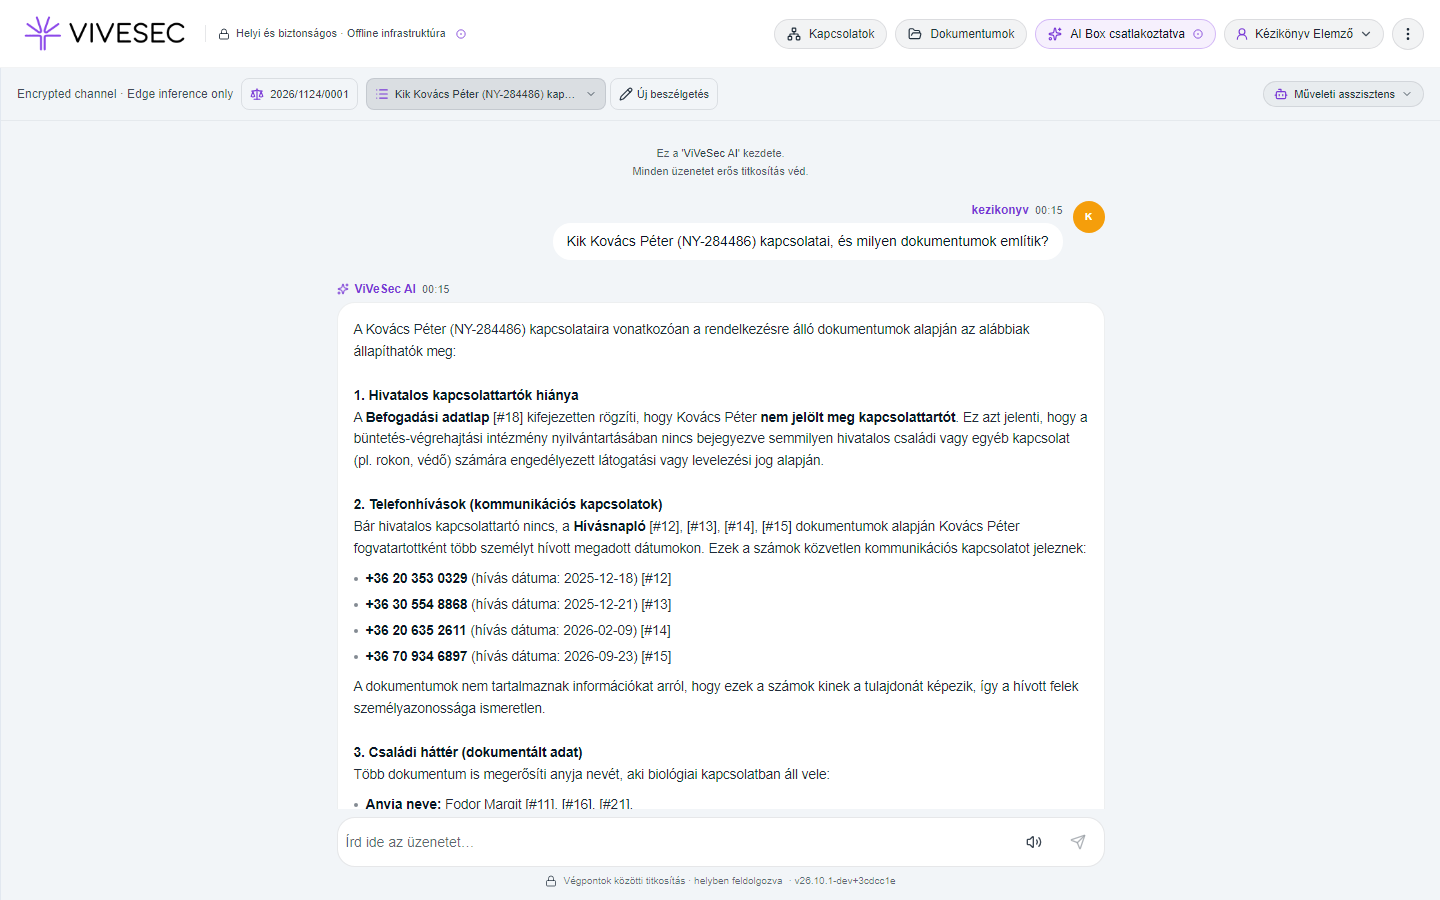 VIVESEC
Helyi és biztonságos · Offline infrastruktúra
Kapcsolatok
Dokumentumok
AI Box csatlakoztatva
Kézikönyv Elemző
Encrypted channel · Edge inference only
2026/1124/0001
Kik Kovács Péter (NY-284486) kap...
Új beszélgetés
Műveleti asszisztens
Ez a 'ViVeSec AI' kezdete.
Minden üzenetet erős titkosítás véd.
kezikonyv 00:15
K
Kik Kovács Péter (NY-284486) kapcsolatai, és milyen dokumentumok említik?
ViVeSec AI 00:15
A Kovács Péter (NY-284486) kapcsolataira vonatkozóan a rendelkezésre álló dokumentumok alapján az alábbiak
állapíthatók meg:
1. Hivatalos kapcsolattartók hiánya
A Befogadási adatlap [#18] kifejezetten rögzíti, hogy Kovács Péter nem jelölt meg kapcsolattartót. Ez azt jelenti, hogy a
büntetés-végrehajtási intézmény nyilvántartásában nincs bejegyezve semmilyen hivatalos családi vagy egyéb kapcsolat
(pl. rokon, védő) számára engedélyezett látogatási vagy levelezési jog alapján.
2. Telefonhívások (kommunikációs kapcsolatok)
Bár hivatalos kapcsolattartó nincs, a Hívásnapló [#12], [#13], [#14], [#15] dokumentumok alapján Kovács Péter
fogvatartottként több személyt hívott megadott dátumokon. Ezek a számok közvetlen kommunikációs kapcsolatot jeleznek:
• +36 20 353 0329 (hívás dátuma: 2025-12-18) [#12]
• +36 30 554 8868 (hívás dátuma: 2025-12-21) [#13]
• +36 20 635 2611 (hívás dátuma: 2026-02-09) [#14]
• +36 70 934 6897 (hívás dátuma: 2026-09-23) [#15]
A dokumentumok nem tartalmaznak információkat arról, hogy ezek a számok kinek a tulajdonát képezik, így a hívott felek
személyazonossága ismeretlen.
3. Családi háttér (dokumentált adat)
Több dokumentum is megerősíti anyja nevét, aki biológiai kapcsolatban áll vele:
• Anyja neve: Fodor Margit [#11], [#16], [#21].
Írd ide az üzenetet...
Végpontok közötti titkosítás · helyben feldolgozva · v26.10.1-dev+3cdcc1e